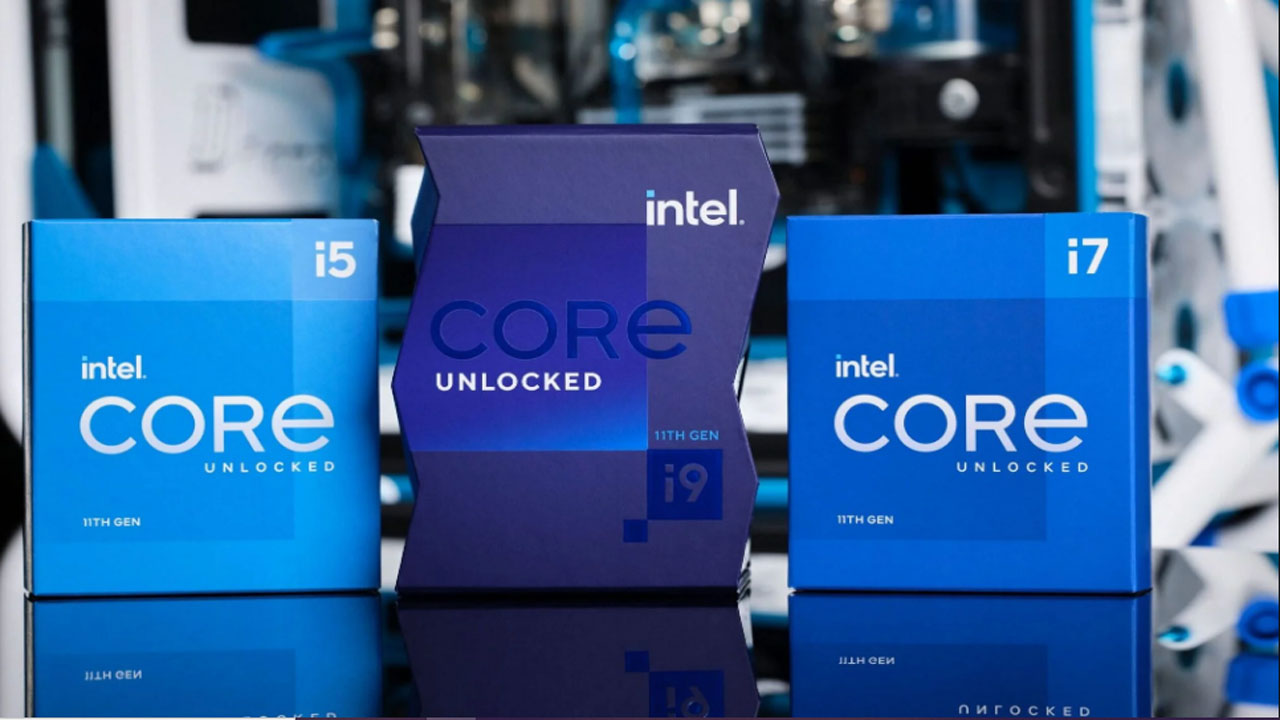 i5
intel.
CORe
UNLOCKED
11TH GEN
intel.
CORe
UNLOCKED
11TH GEN
i9
i7
intel.
CORe
UNLOCKED
11TH GEN